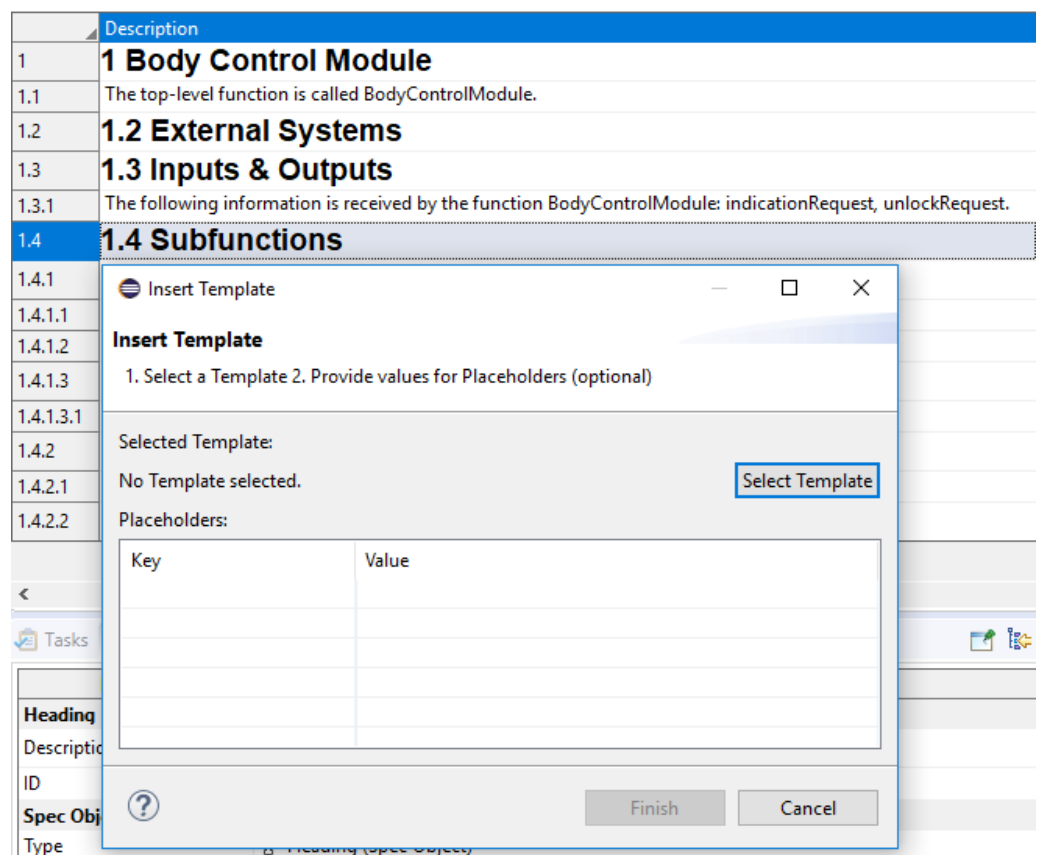 Description
1 1 Body Control Module
1.1 The top-level function is called BodyControlModule.
1.2 1.2 External Systems
1.3 1.3 Inputs & Outputs
1.3.1 The following information is received by the function BodyControlModule: indicationRequest, unlockRequest.
1.4 1.4 Subfunctions
1.4.1
1.4.1.1
1.4.1.2
1.4.1.3
1.4.1.3.1
1.4.2
1.4.2.1
1.4.2.2
Insert Template
Insert Template
1. Select a Template 2. Provide values for Placeholders (optional)
Selected Template:
No Template selected. Select Template
Placeholders:
Key Value
Finish Cancel
Tasks
Heading
ID
Type Heading (Spec Object)